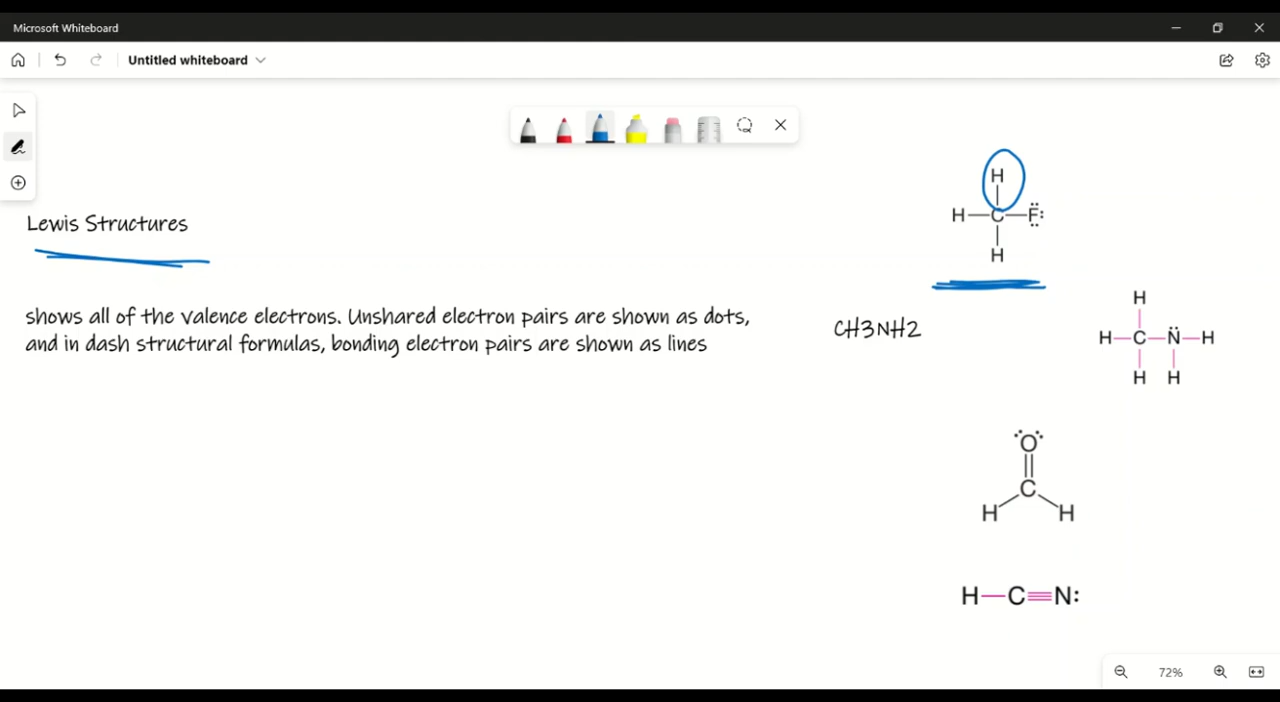 Microsoft Whiteboard
Untitled whiteboard
H
H—C—F:
H
Lewis Structures
shows all of the valence electrons. Unshared electron pairs are shown as dots,
and in dash structural formulas, bonding electron pairs are shown as lines
CH3NH2
H
H—C—N—H
H H
O
C
H H
H—C≡N:
72%